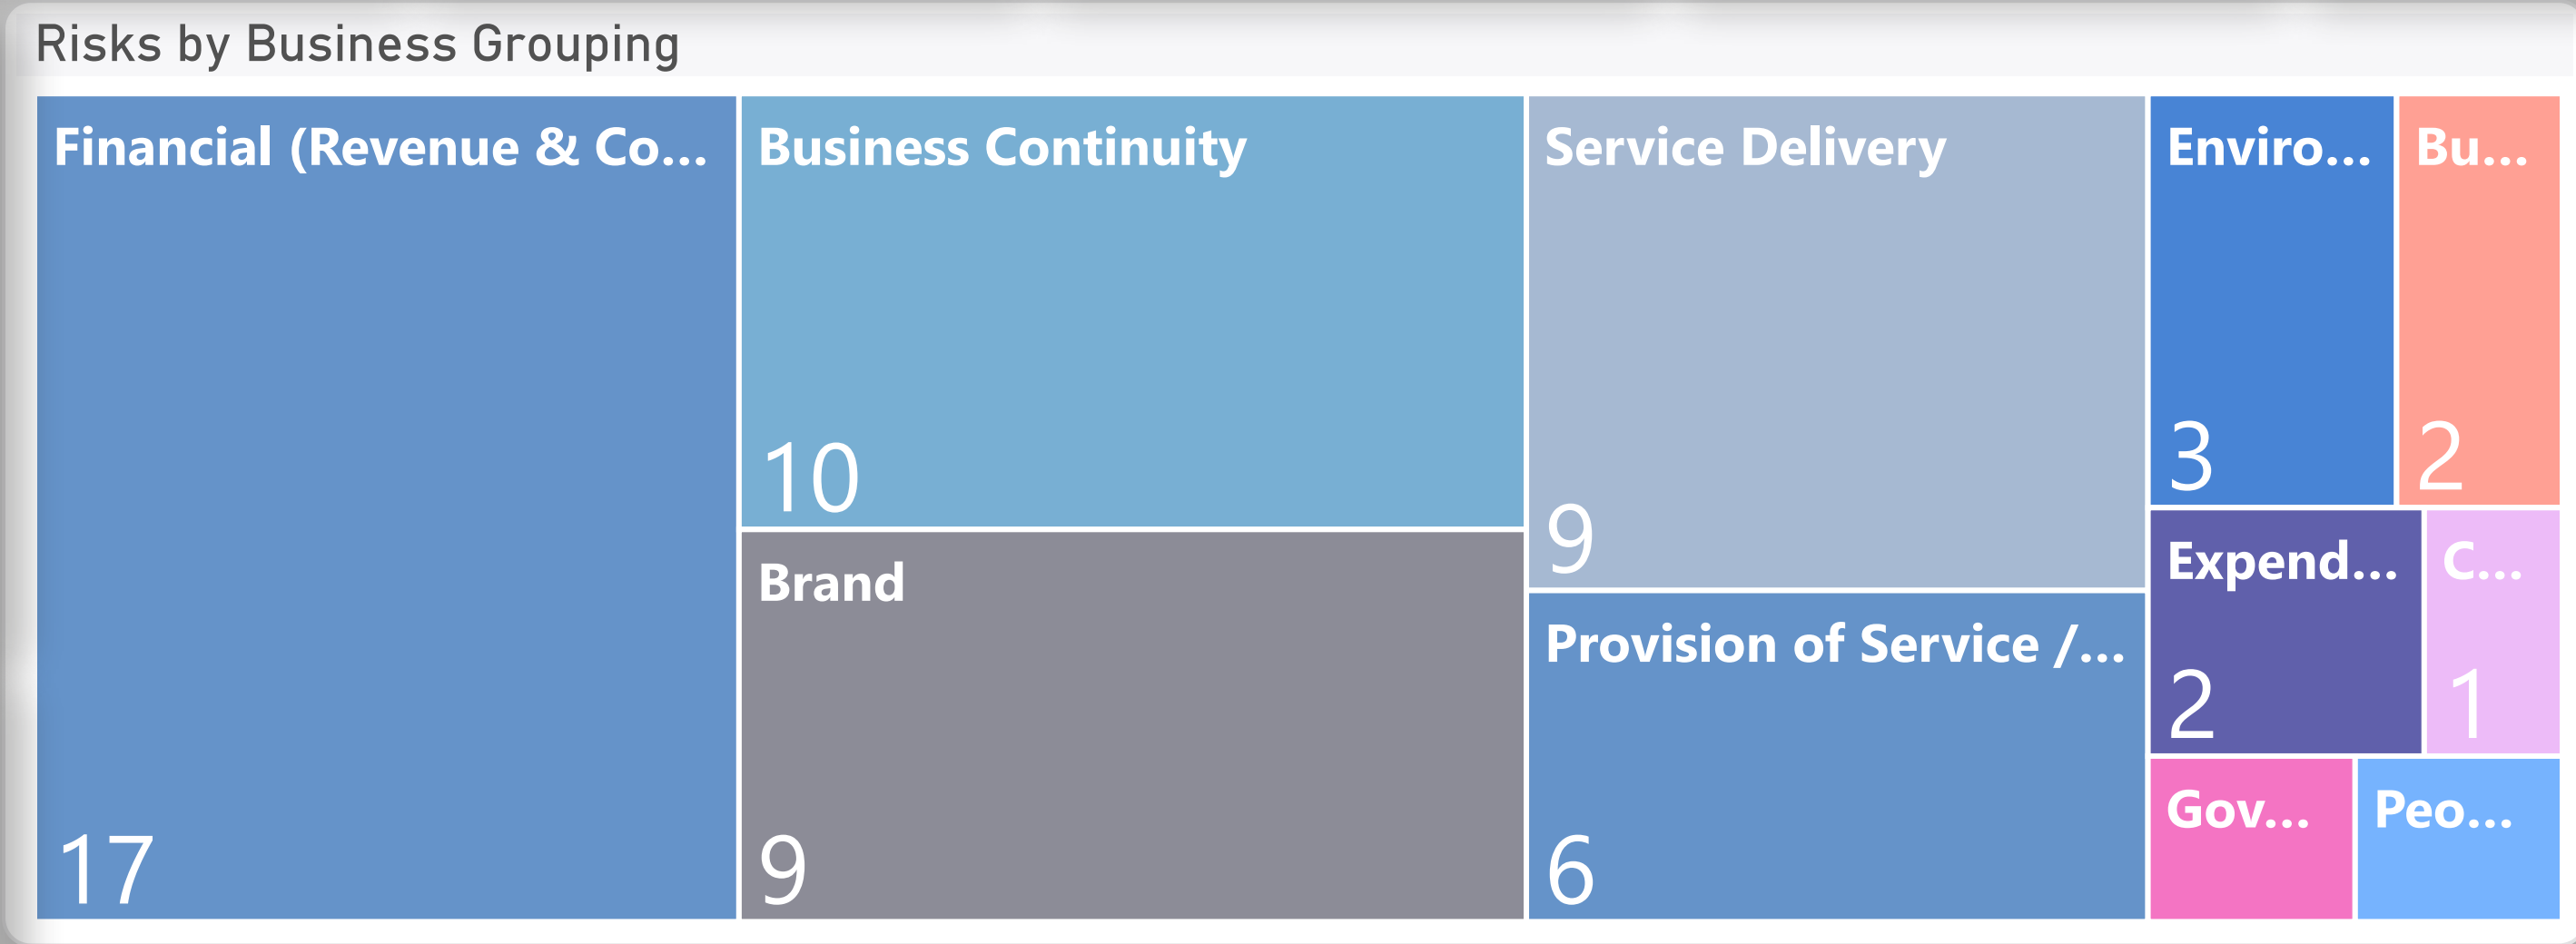 Risks by Business Grouping
Financial (Revenue & Co...
17
Business Continuity
10
Brand
9
Service Delivery
9
Provision of Service /...
6
Enviro...
3
Bu...
2
Expend...
2
C...
1
Gov...
Peo...